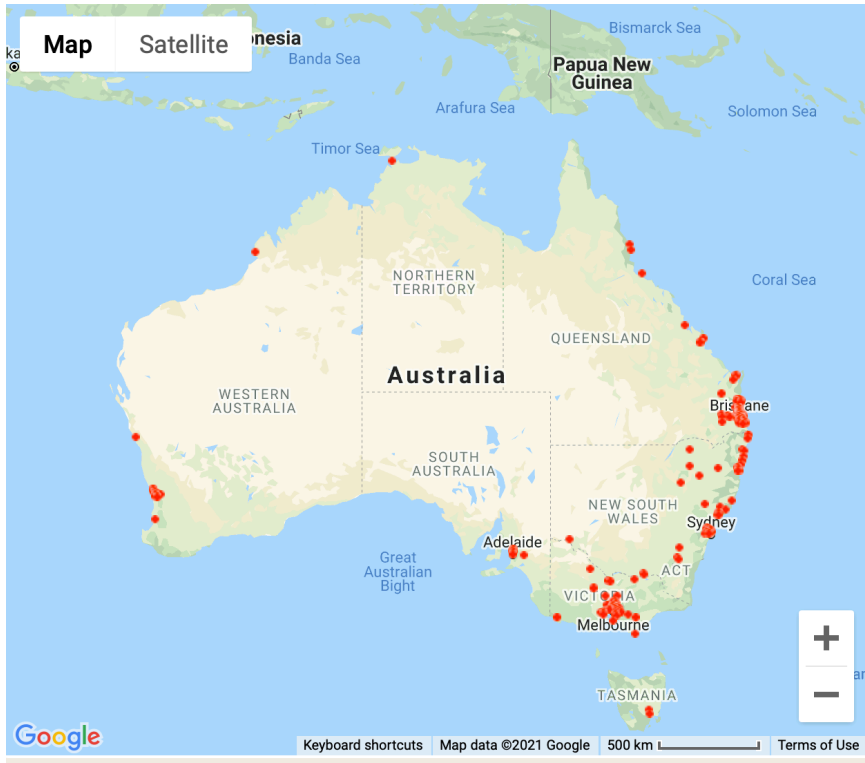 Map Satellite
onesia
ka
Banda Sea
Bismarck Sea
Papua New
Guinea
Arafura Sea
Solomon Sea
Timor Sea
NORTHERN
TERRITORY
Coral Sea
QUEENSLAND
Australia
WESTERN
AUSTRALIA
Brisbane
SOUTH
AUSTRALIA
NEW SOUTH
WALES
Sydney
Adelaide
Great
Australian
Bight
ACT
VICTORIA
Melbourne
TASMANIA
Google
Keyboard shortcuts Map data ©2021 Google 500 km Terms of Use